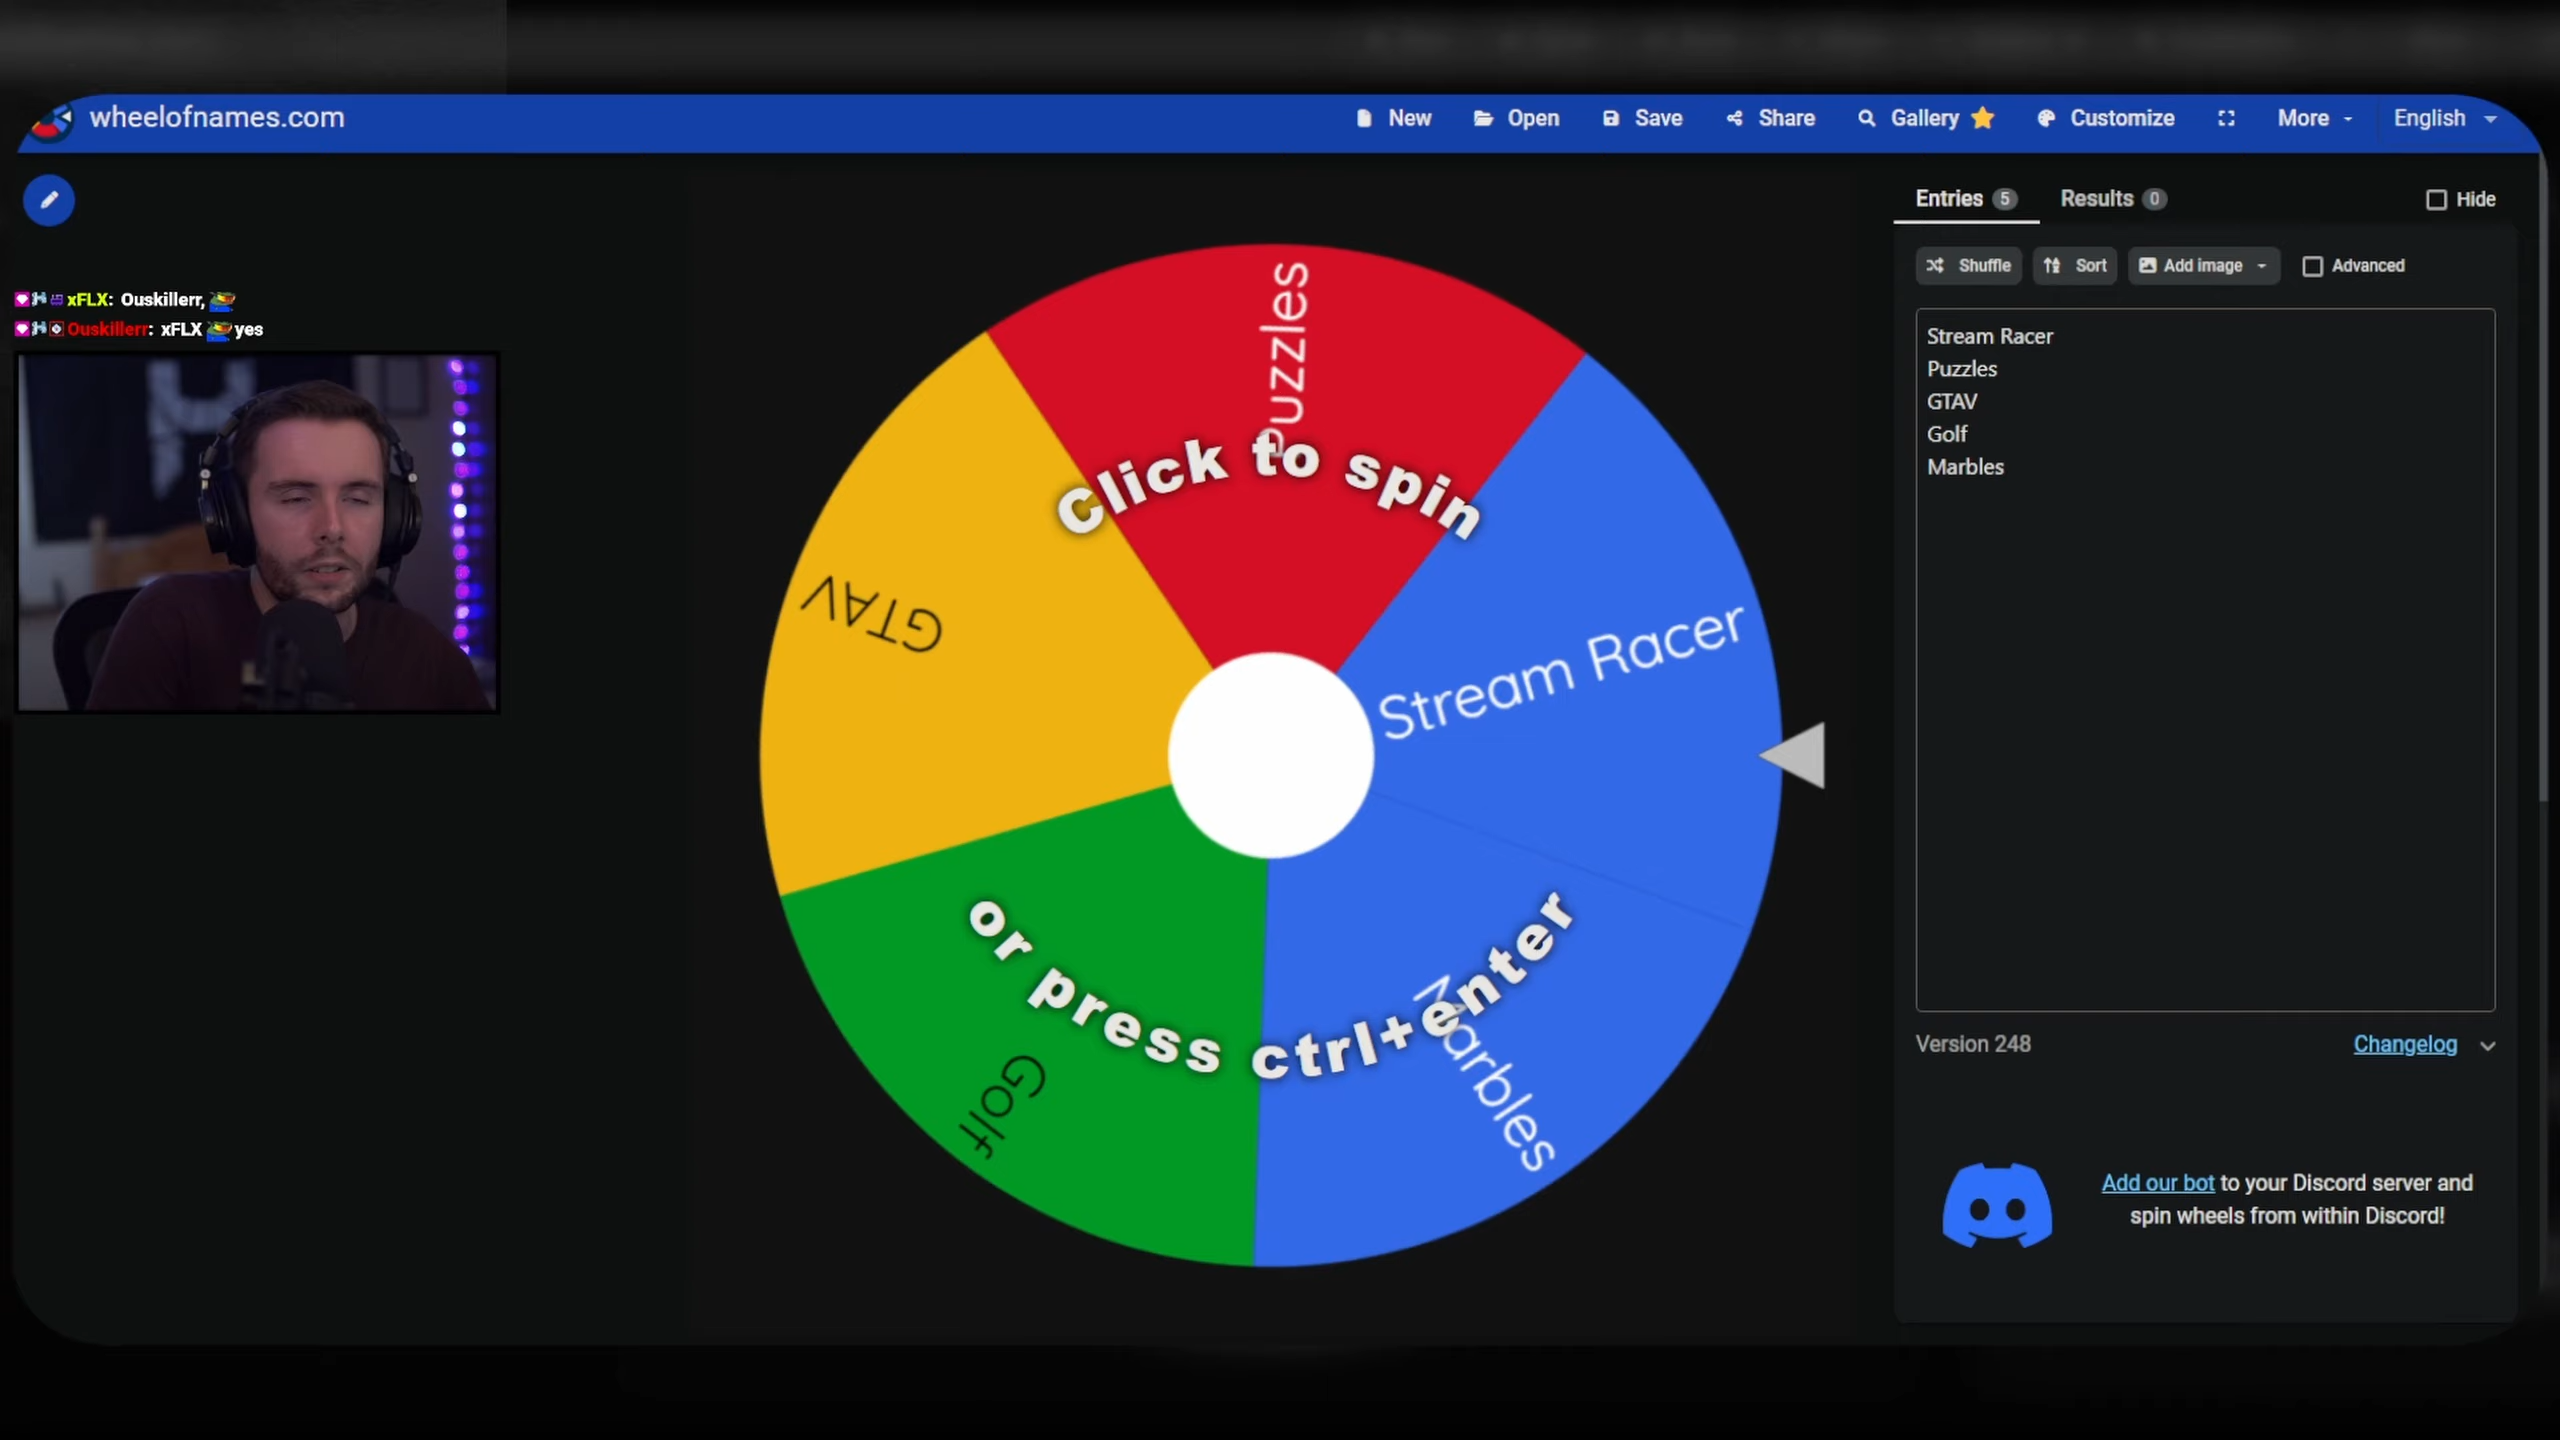 wheelofnames.com
New Open Save Share Gallery Customize More English
Entries 5 Results 0 Hide
Shuffle Sort Add image Advanced
xFLX: Ouskillerr,
Ouskillerr: xFLX yes
Puzzles
Click to spin
GTAV
Stream Racer
or press ctrl+enter
Marbles
Golf
Stream Racer
Puzzles
GTAV
Golf
Marbles
Version 248 Changelog
Add our bot to your Discord server and
spin wheels from within Discord!